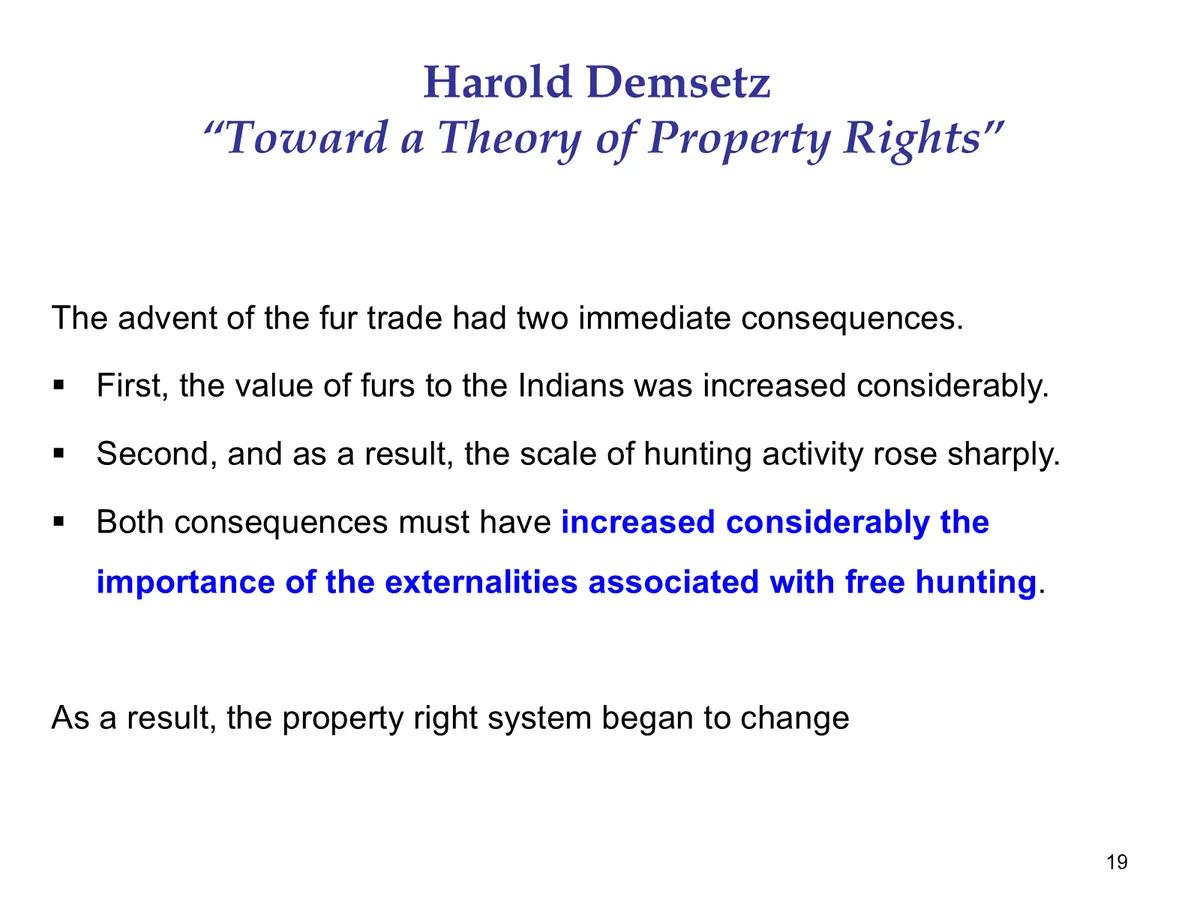 Harold Demsetz
“Toward a Theory of Property Rights”
The advent of the fur trade had two immediate consequences.
▪ First, the value of furs to the Indians was increased considerably.
▪ Second, and as a result, the scale of hunting activity rose sharply.
▪ Both consequences must have increased considerably the
importance of the externalities associated with free hunting.
As a result, the property right system began to change
19